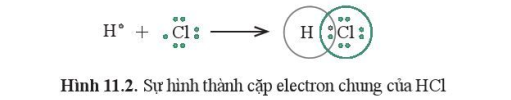 H + Cl → H Cl
Hình 11.2. Sự hình thành cặp electron chung của HCl